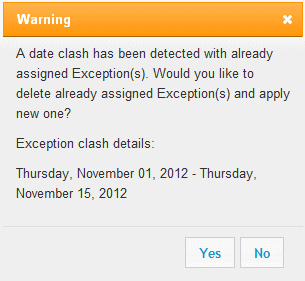 Warning
A date clash has been detected with already
assigned Exception(s). Would you like to
delete already assigned Exception(s) and apply
new one?
Exception clash details:
Thursday, November 01, 2012 - Thursday,
November 15, 2012
Yes
No